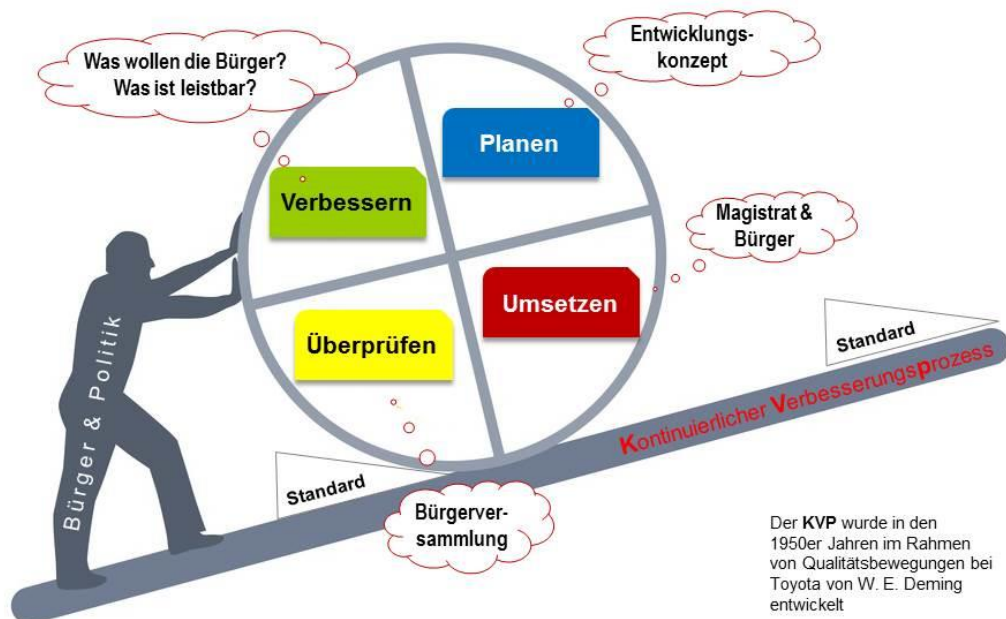 Was wollen die Bürger?
Was ist leistbar?
Entwicklungs-
konzept
Planen
Verbessern
Magistrat &
Bürger
Umsetzen
Überprüfen
Standard
Kontinuierlicher Verbesserungsprozess
Bürger & Politik
Standard
Bürgerver-
sammlung
Der KVP wurde in den
1950er Jahren im Rahmen
von Qualitätsbewegungen bei
Toyota von W. E. Deming
entwickelt